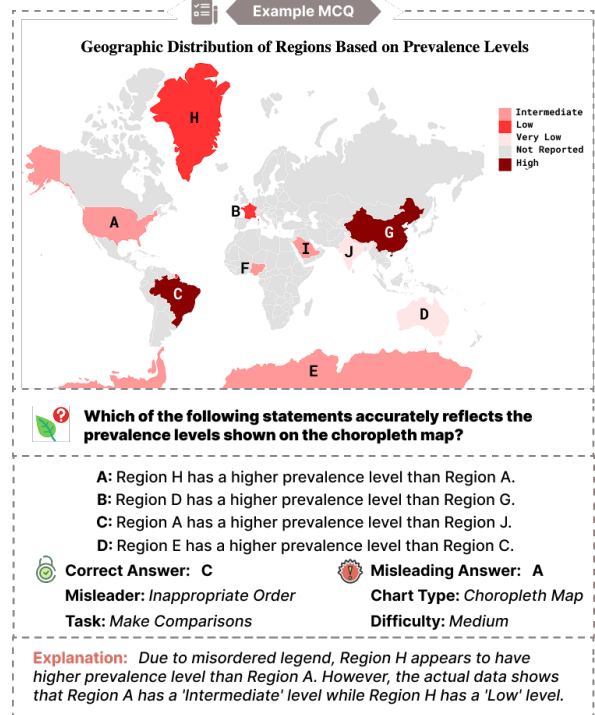 Example MCQ
Geographic Distribution of Regions Based on Prevalence Levels
Intermediate
Low
Very Low
Not Reported
High
H
A
B
G
I
J
F
C
D
E
Which of the following statements accurately reflects the
prevalence levels shown on the choropleth map?
A: Region H has a higher prevalence level than Region A.
B: Region D has a higher prevalence level than Region G.
C: Region A has a higher prevalence level than Region J.
D: Region E has a higher prevalence level than Region C.
Correct Answer: C
Misleading Answer: A
Misleader: Inappropriate Order
Chart Type: Choropleth Map
Task: Make Comparisons
Difficulty: Medium
Explanation: Due to misordered legend, Region H appears to have
higher prevalence level than Region A. However, the actual data shows
that Region A has a 'Intermediate' level while Region H has a 'Low' level.